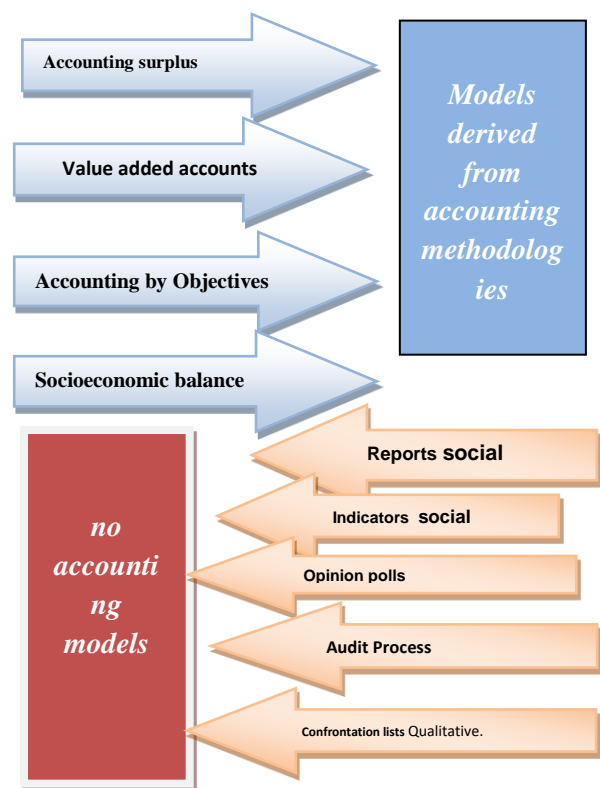 Accounting surplus
Value added accounts
Accounting by Objectives
Socioeconomic balance
Models
derived
from
accounting
methodolog
ies
no
accounti
ng
models
Reports social
Indicators social
Opinion polls
Audit Process
Confrontation lists Qualitative.